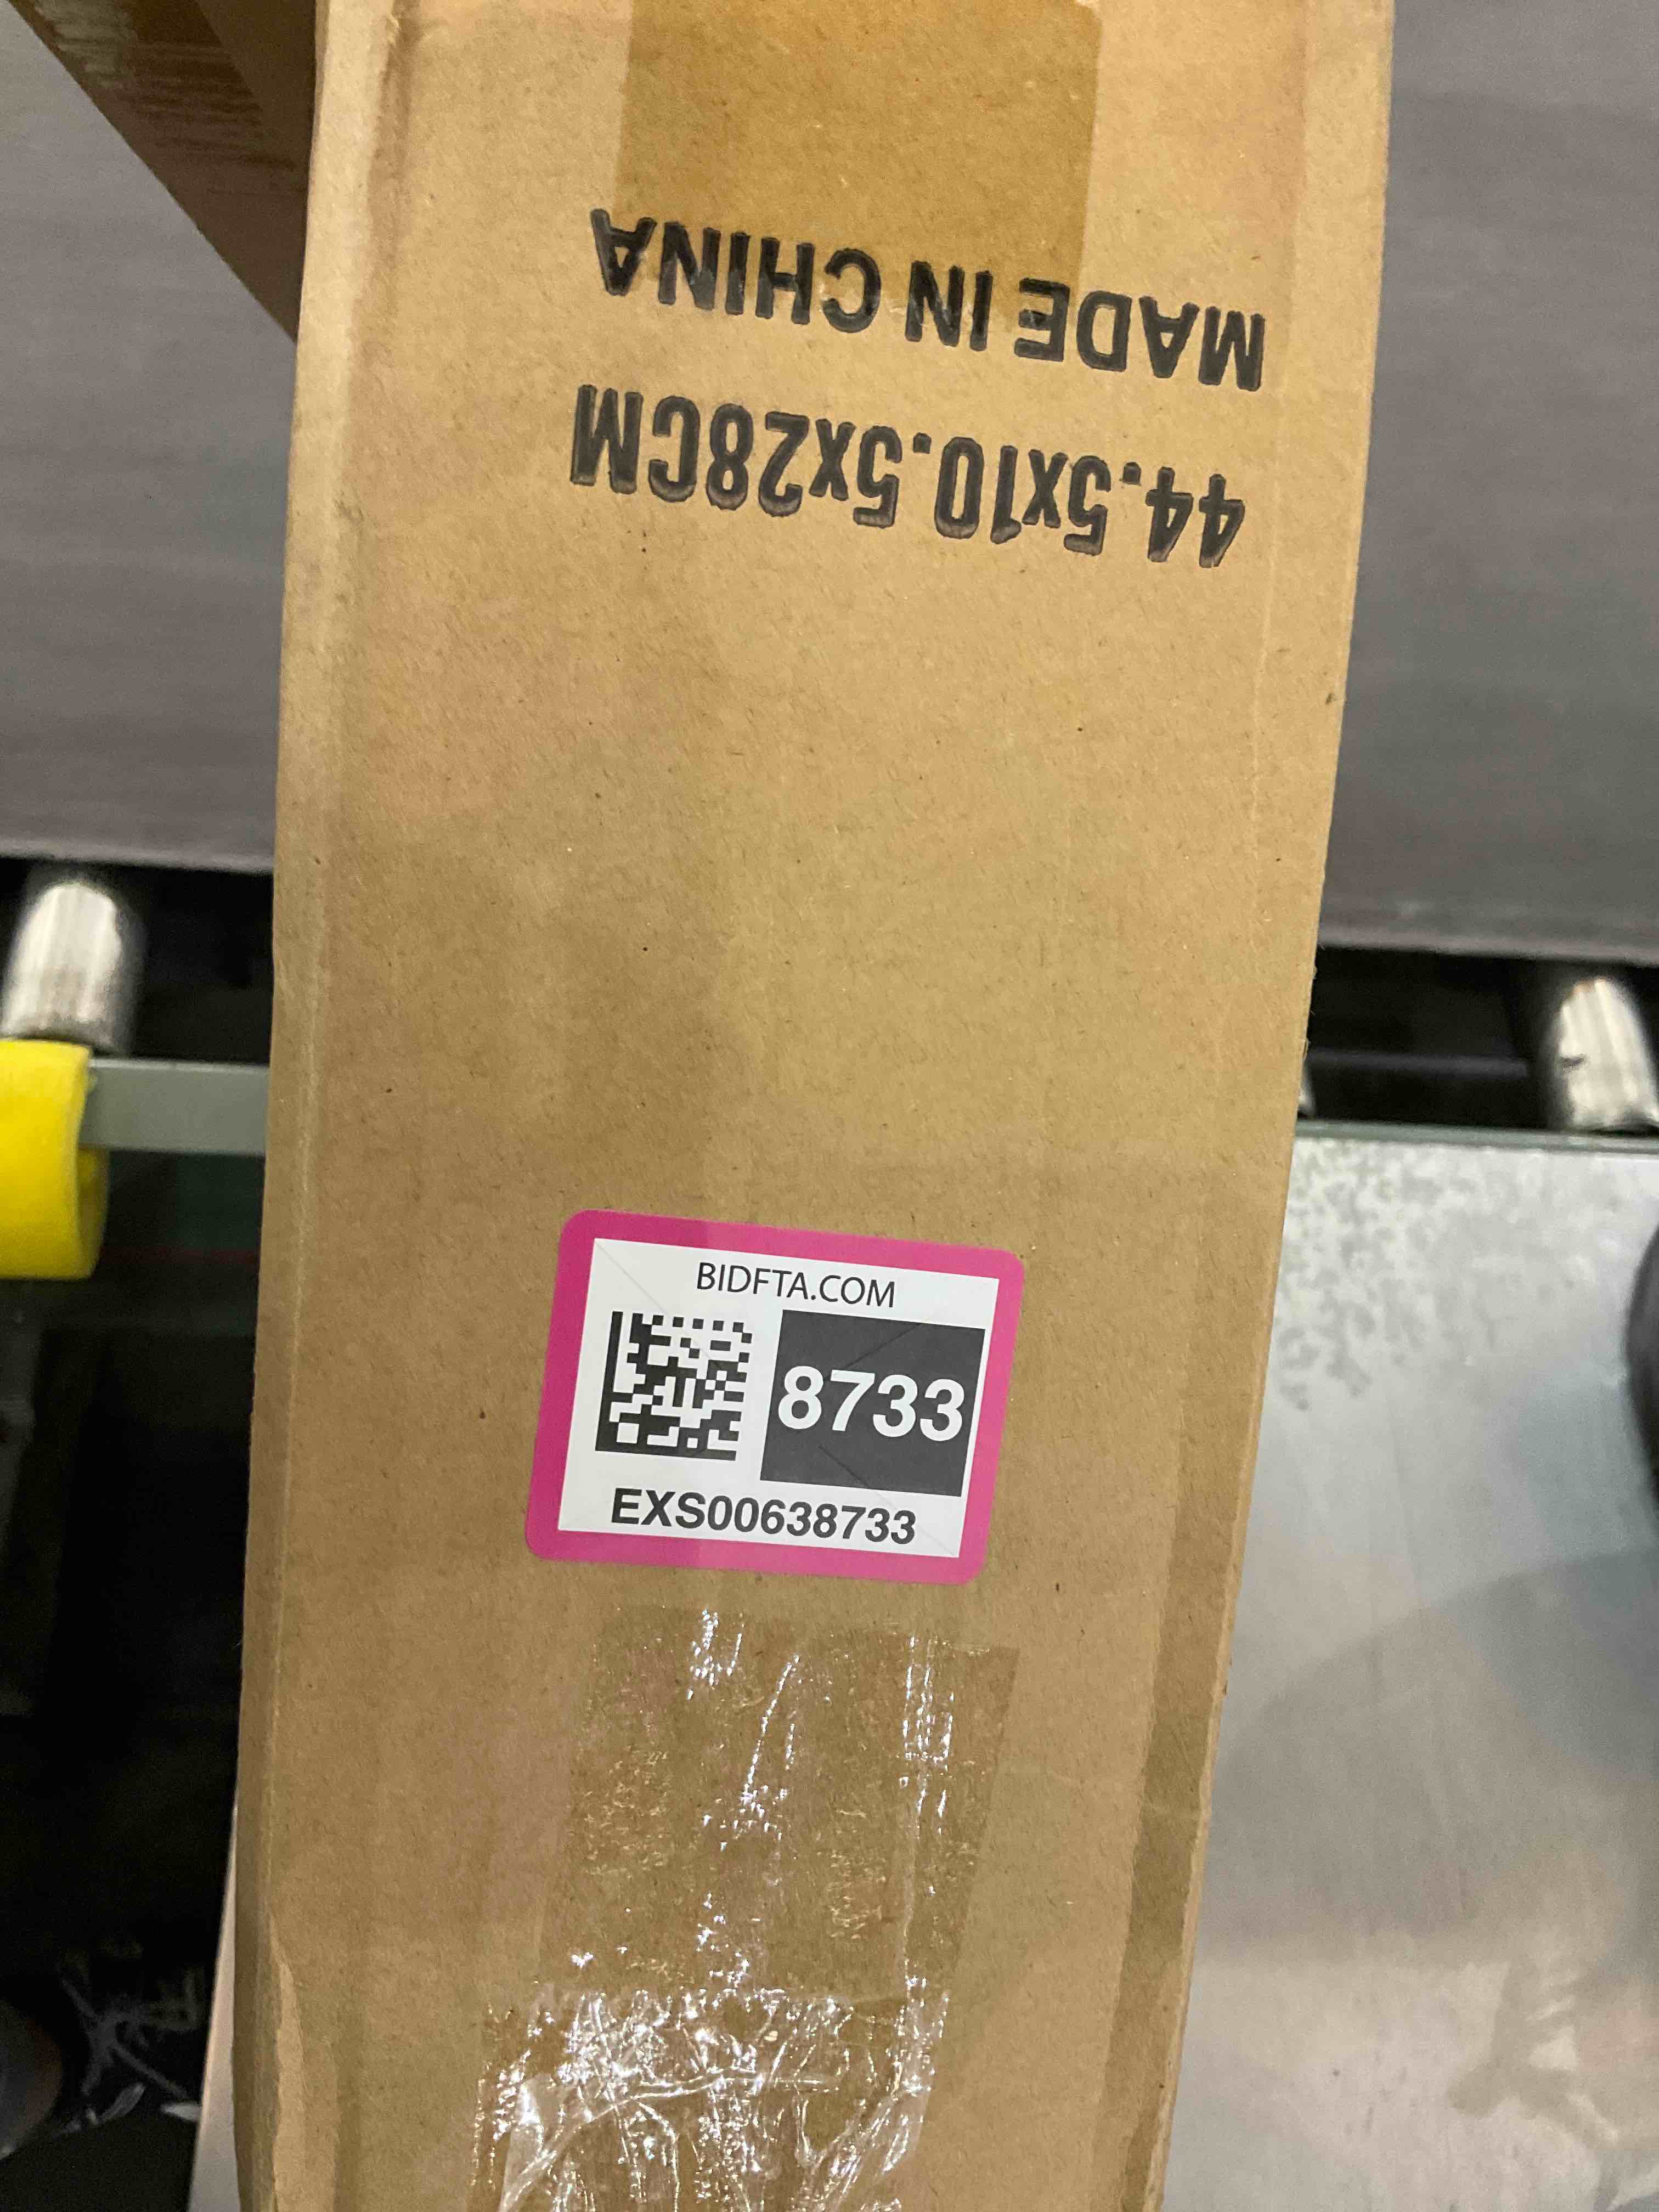 44.5x10.5x28CM
MADE IN CHINA
BIDFTA.COM
8733
EXS00638733